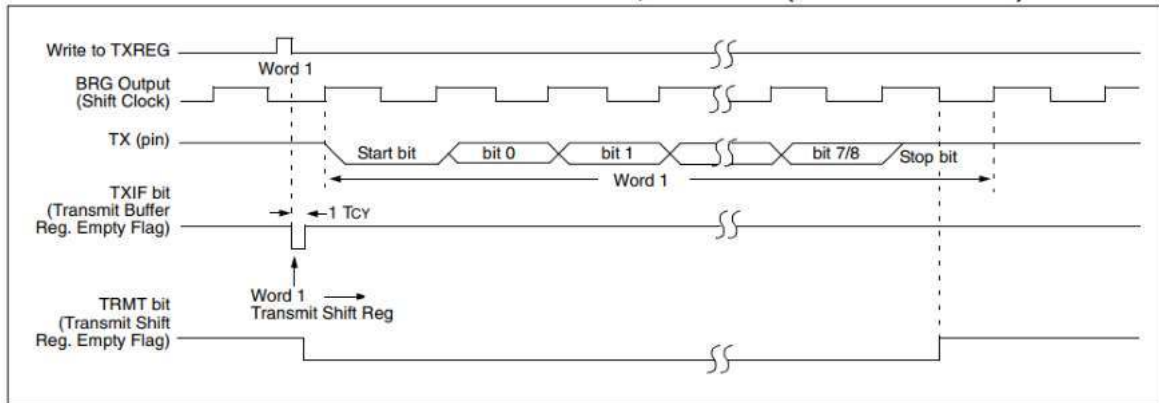 Write to TXREG
Word 1
BRG Output
(Shift Clock)
TX (pin)
Start bit
bit 0
bit 1
bit 7/8
Stop bit
Word 1
TXIF bit
(Transmit Buffer
Reg. Empty Flag)
1 TCY
Word 1
Transmit Shift Reg
TRMT bit
(Transmit Shift
Reg. Empty Flag)